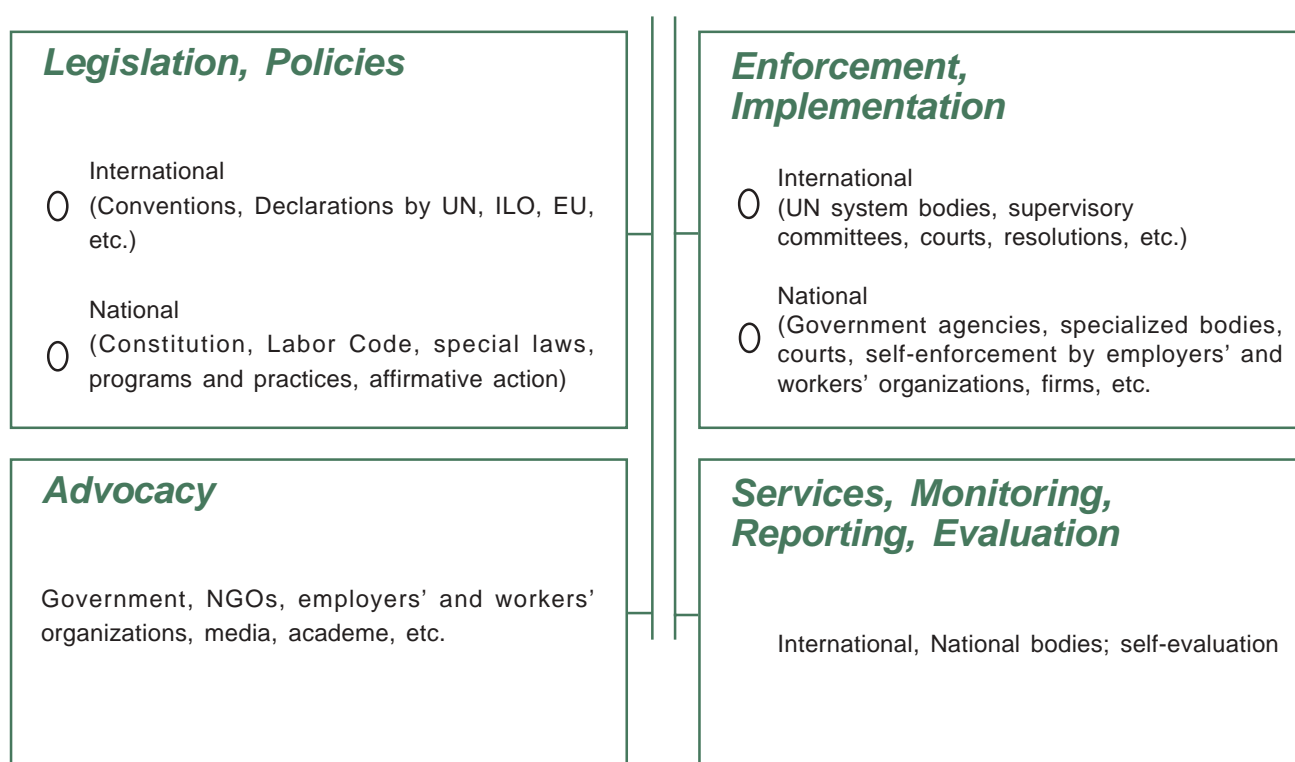 Legislation, Policies
International
(Conventions, Declarations by UN, ILO, EU,
etc.)
National
(Constitution, Labor Code, special laws,
programs and practices, affirmative action)
Enforcement,
Implementation
International
(UN system bodies, supervisory
committees, courts, resolutions, etc.)
National
(Government agencies, specialized bodies,
courts, self-enforcement by employers’ and
workers’ organizations, firms, etc.
Advocacy
Government, NGOs, employers’ and workers’
organizations, media, academe, etc.
Services, Monitoring,
Reporting, Evaluation
International, National bodies; self-evaluation